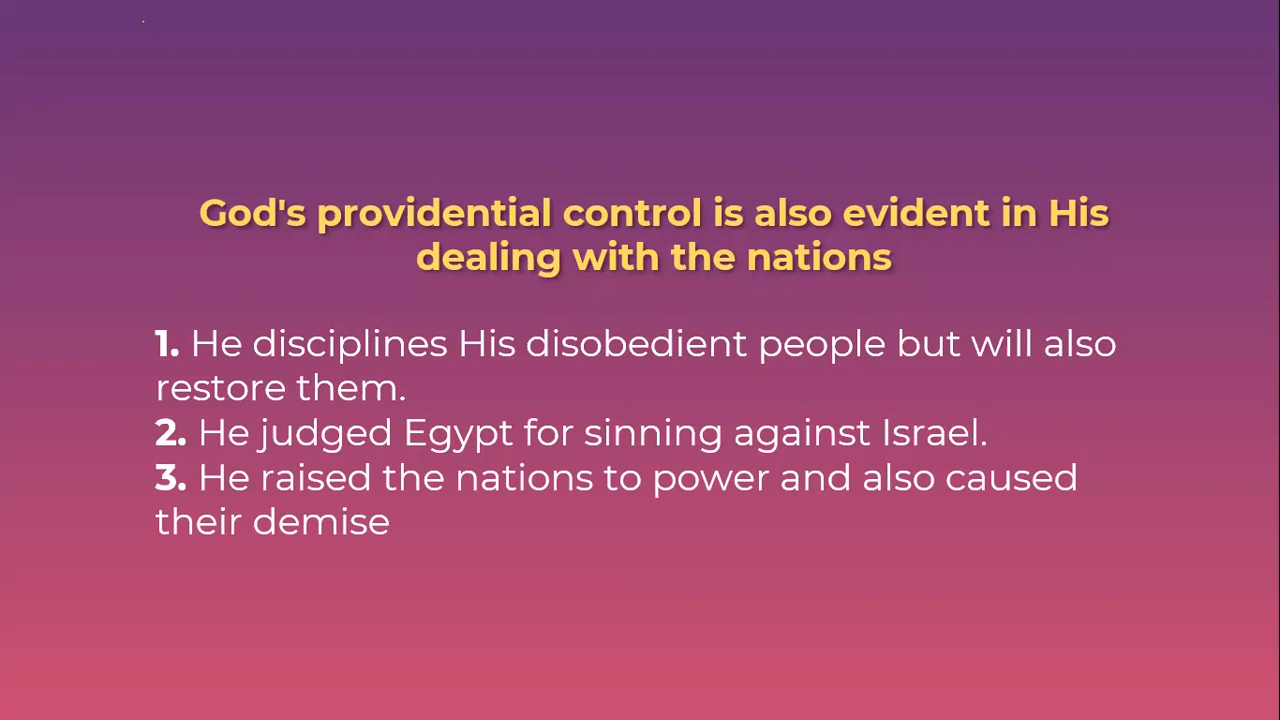 God's providential control is also evident in His
dealing with the nations
1. He disciplines His disobedient people but will also
restore them.
2. He judged Egypt for sinning against Israel.
3. He raised the nations to power and also caused
their demise